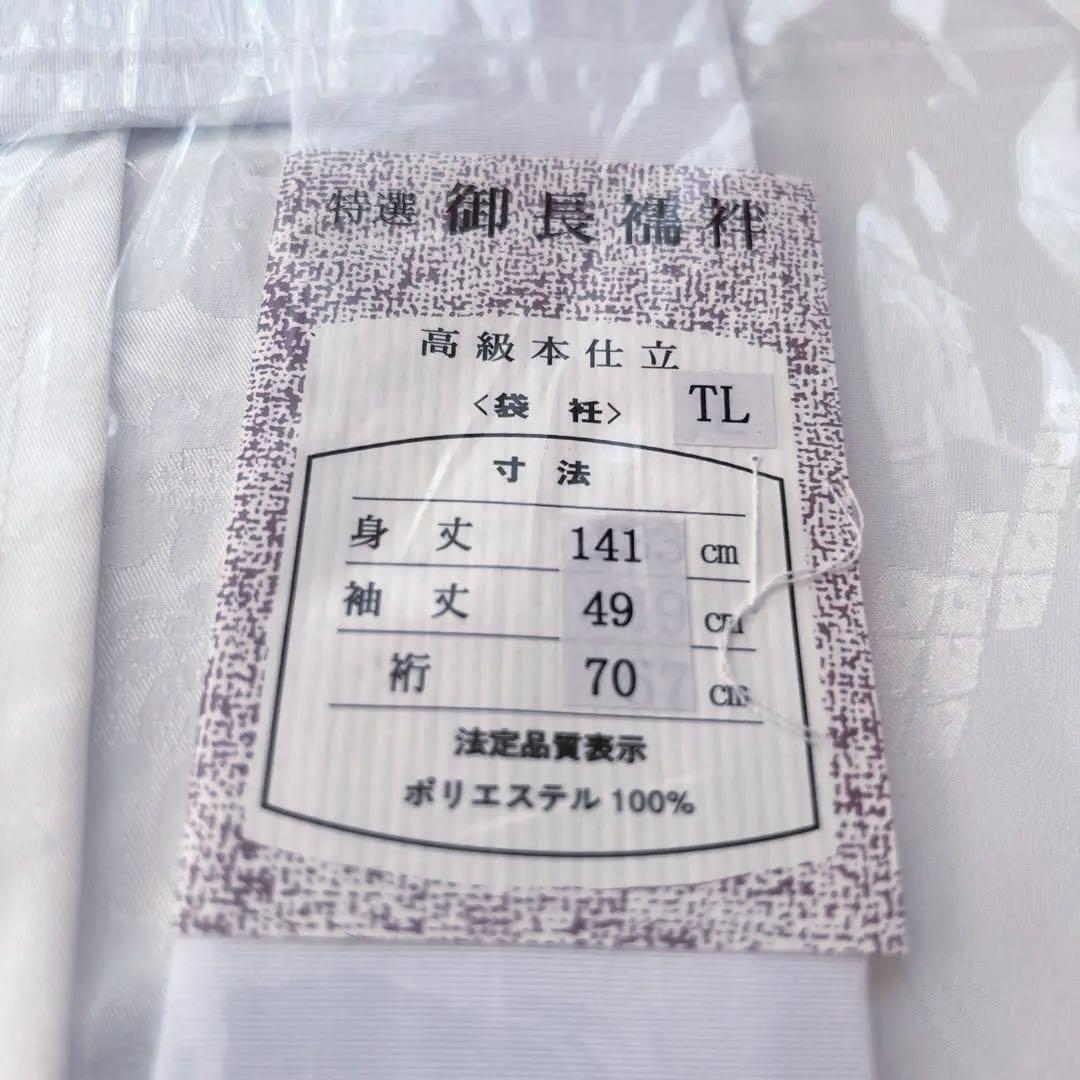 特選 御長襦袢
高級本仕立
〈袋 衽〉 TL
寸法
身丈 141 cm
袖丈 49 cm
裄 70 cm
法定品質表示
ポリエステル 100%